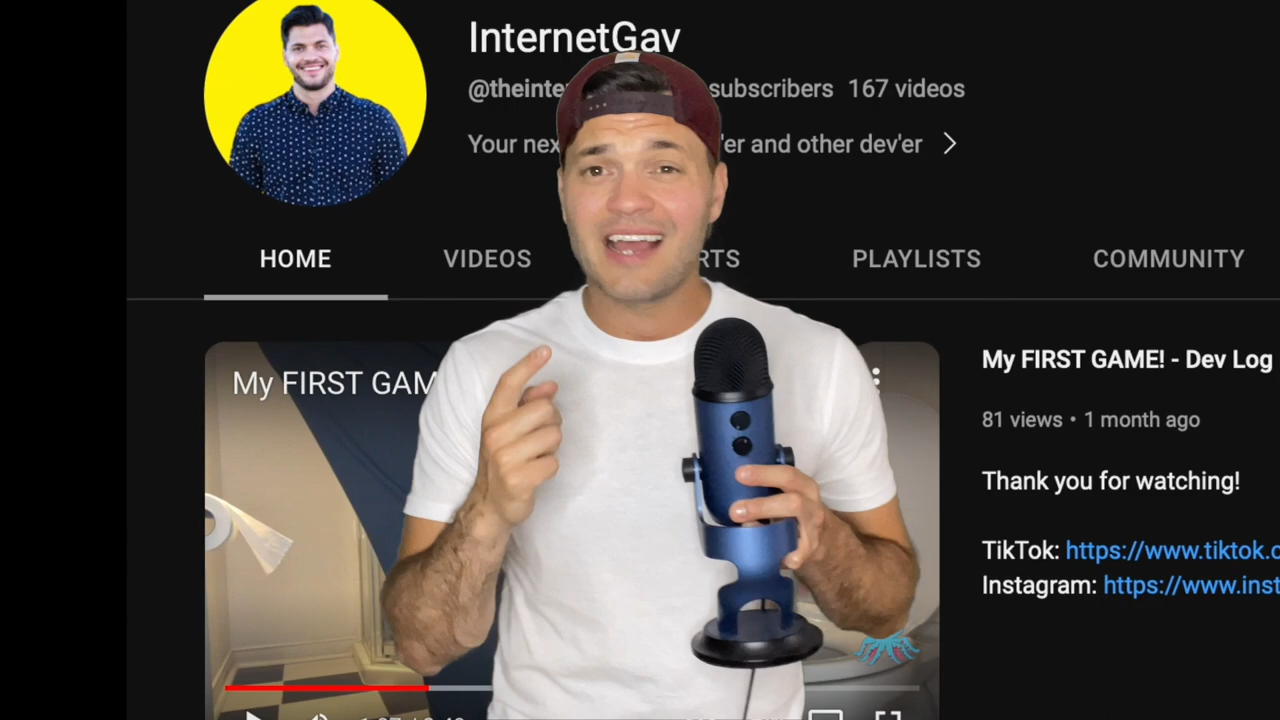 InternetGav
@theinte subscribers 167 videos
Your nex 'er and other dev'er
HOME VIDEOS RTS PLAYLISTS COMMUNITY
My FIRST GAM
My FIRST GAME! - Dev Log
81 views • 1 month ago
Thank you for watching!
TikTok: https://www.tiktok.c
Instagram: https://www.inst